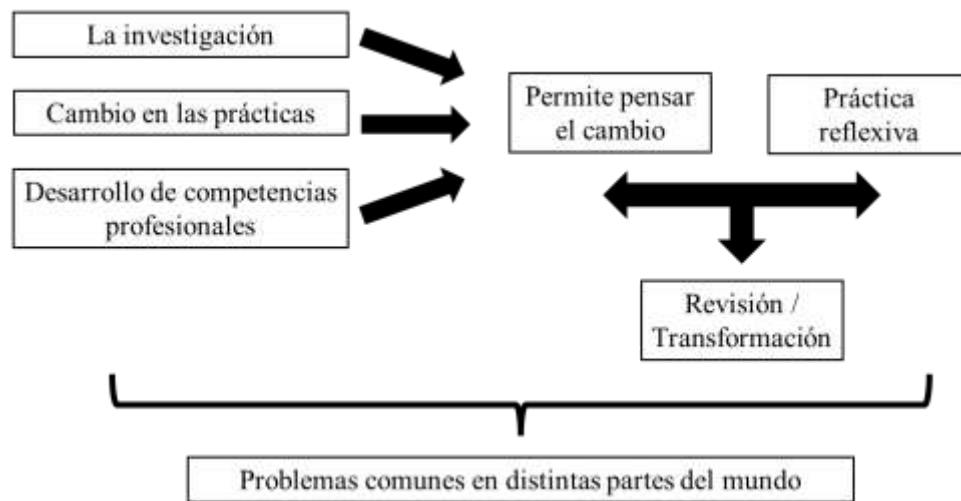 La investigación
Cambio en las prácticas
Desarrollo de competencias
profesionales
Permite pensar
el cambio
Práctica
reflexiva
Revisión /
Transformación
Problemas comunes en distintas partes del mundo